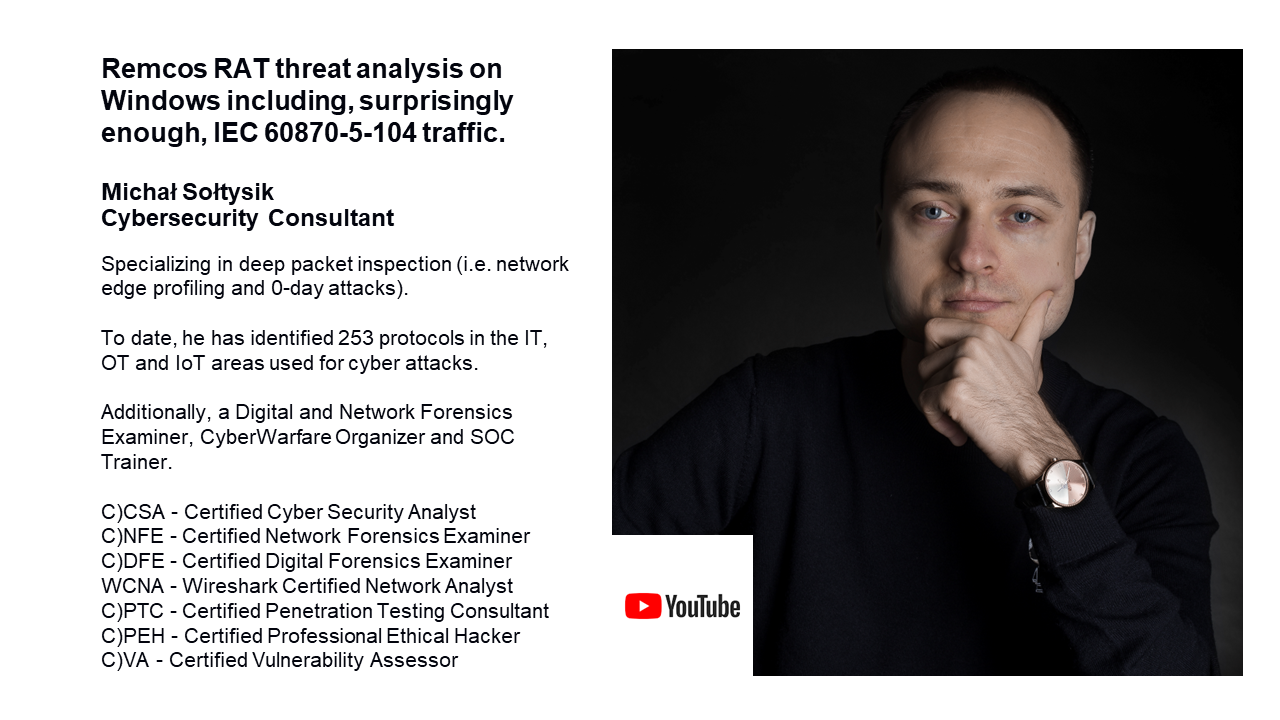 Remcos RAT threat analysis on
Windows including, surprisingly
enough, IEC 60870-5-104 traffic.
Michał Sołtysik
Cybersecurity Consultant
Specializing in deep packet inspection (i.e. network
edge profiling and 0-day attacks).
To date, he has identified 253 protocols in the IT,
OT and IoT areas used for cyber attacks.
Additionally, a Digital and Network Forensics
Examiner, CyberWarfare Organizer and SOC
Trainer.
C)CSA - Certified Cyber Security Analyst
C)NFE - Certified Network Forensics Examiner
C)DFE - Certified Digital Forensics Examiner
WCNA - Wireshark Certified Network Analyst
C)PTC - Certified Penetration Testing Consultant
C)PEH - Certified Professional Ethical Hacker
C)VA - Certified Vulnerability Assessor
YouTube